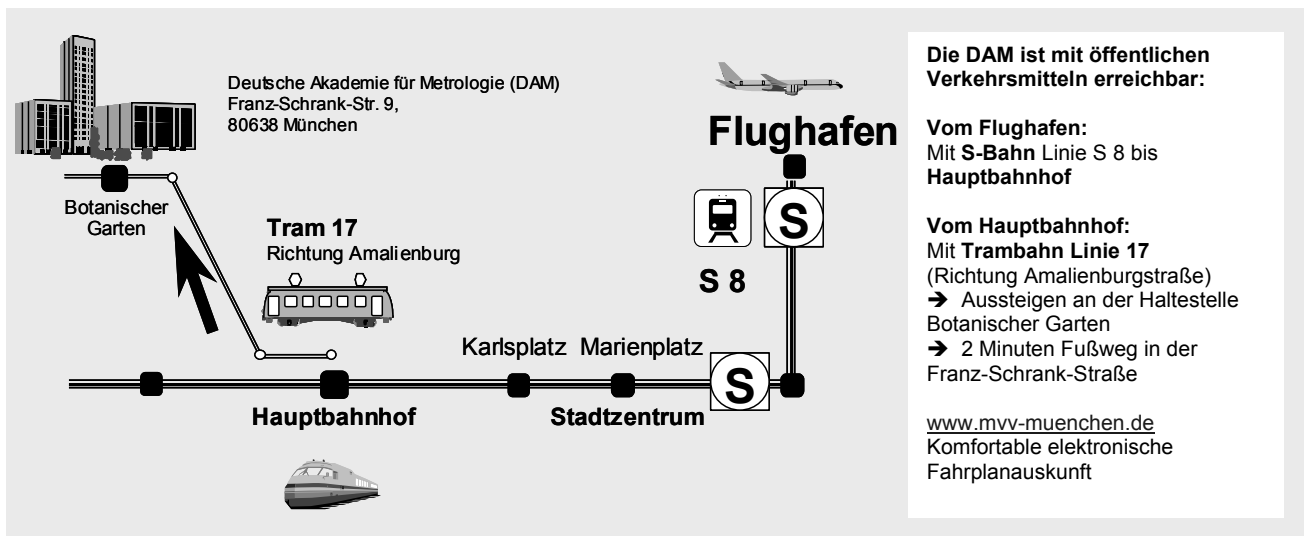 Deutsche Akademie für Metrologie (DAM)
Franz-Schrank-Str. 9,
80638 München
Flughafen
Botanischer
Garten
Tram 17
Richtung Amalienburg
S
S 8
Karlsplatz Marienplatz
S
Hauptbahnhof
Stadtzentrum
Die DAM ist mit öffentlichen
Verkehrsmitteln erreichbar:
Vom Flughafen:
Mit S-Bahn Linie S 8 bis
Hauptbahnhof
Vom Hauptbahnhof:
Mit Trambahn Linie 17
(Richtung Amalienburgstraße)
➔ Aussteigen an der Haltestelle
Botanischer Garten
➔ 2 Minuten Fußweg in der
Franz-Schrank-Straße
www.mvv-muenchen.de
Komfortable elektronische
Fahrplanauskunft